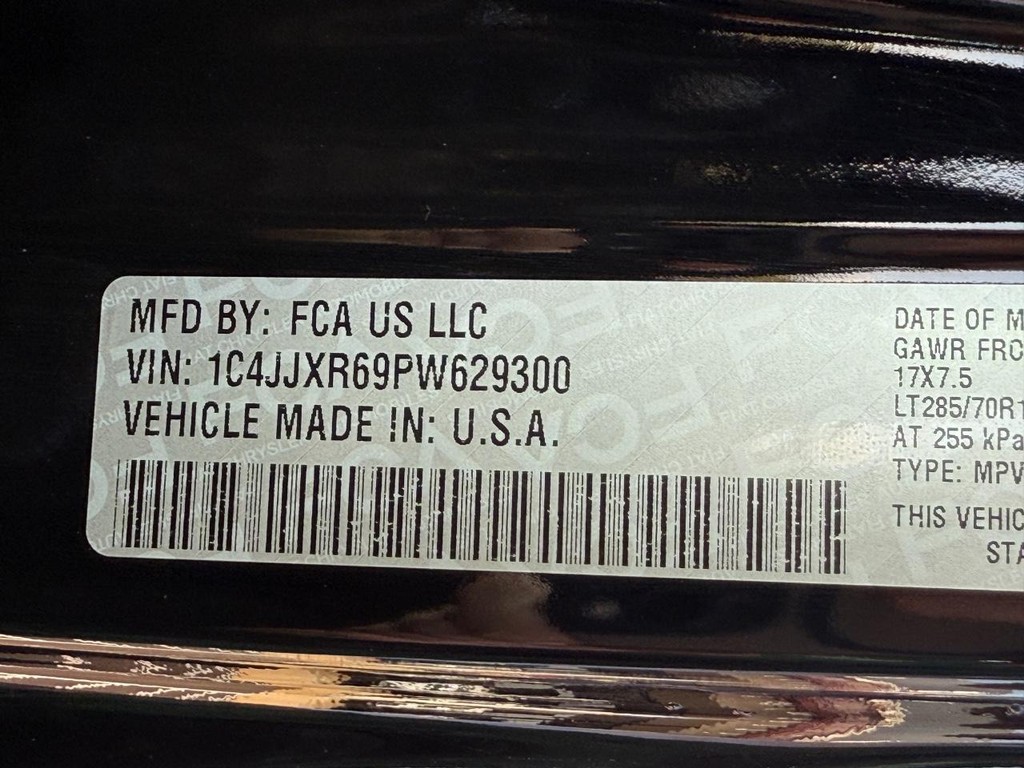 MFD BY: FCA US LLC
VIN: 1C4JJXR69PW629300
VEHICLE MADE IN: U.S.A.
DATE OF M
GAWR FRO
17X7.5
LT285/70R1
AT 255 kPa
TYPE: MPV
THIS VEHIC
STA